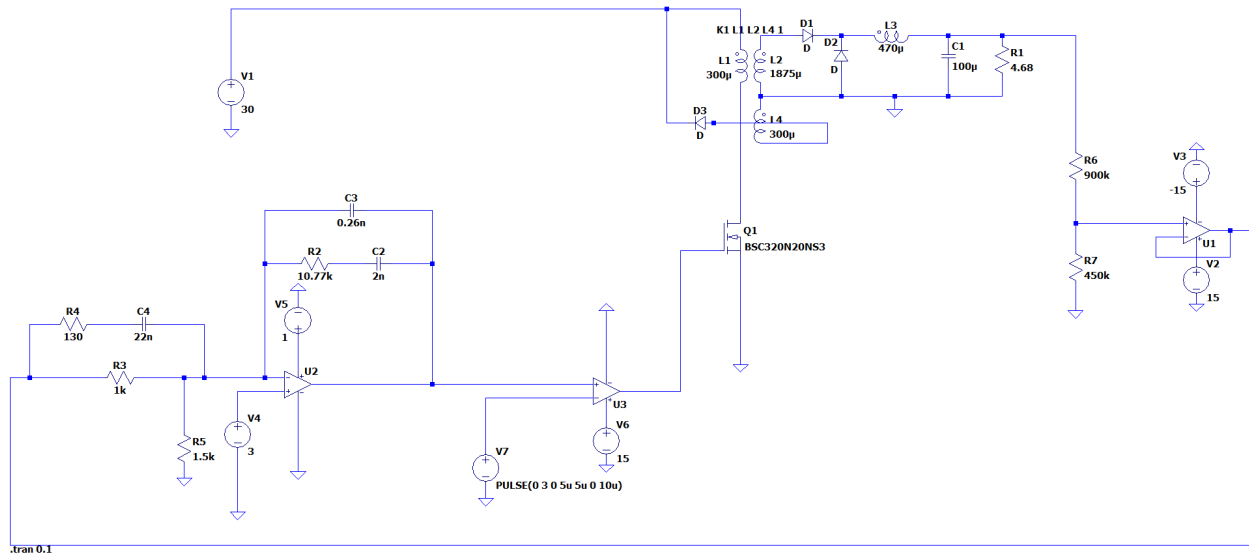 K1 L1 L2 L4 1
D1
D
D2
D
L3
470µ
C1
100µ
R1
4.68
V1
30
L1
300µ
L2
1875µ
D3
D
L4
300µ
R6
900k
V3
-15
U1
R7
450k
V2
15
C3
0.26n
R2
10.77k
C2
2n
Q1
BSC320N20NS3
V5
1
R4
130
C4
22n
R3
1k
U2
U3
V4
3
R5
1.5k
V6
15
V7
PULSE(0 3 0 5u 5u 0 10u)
.tran 0.1